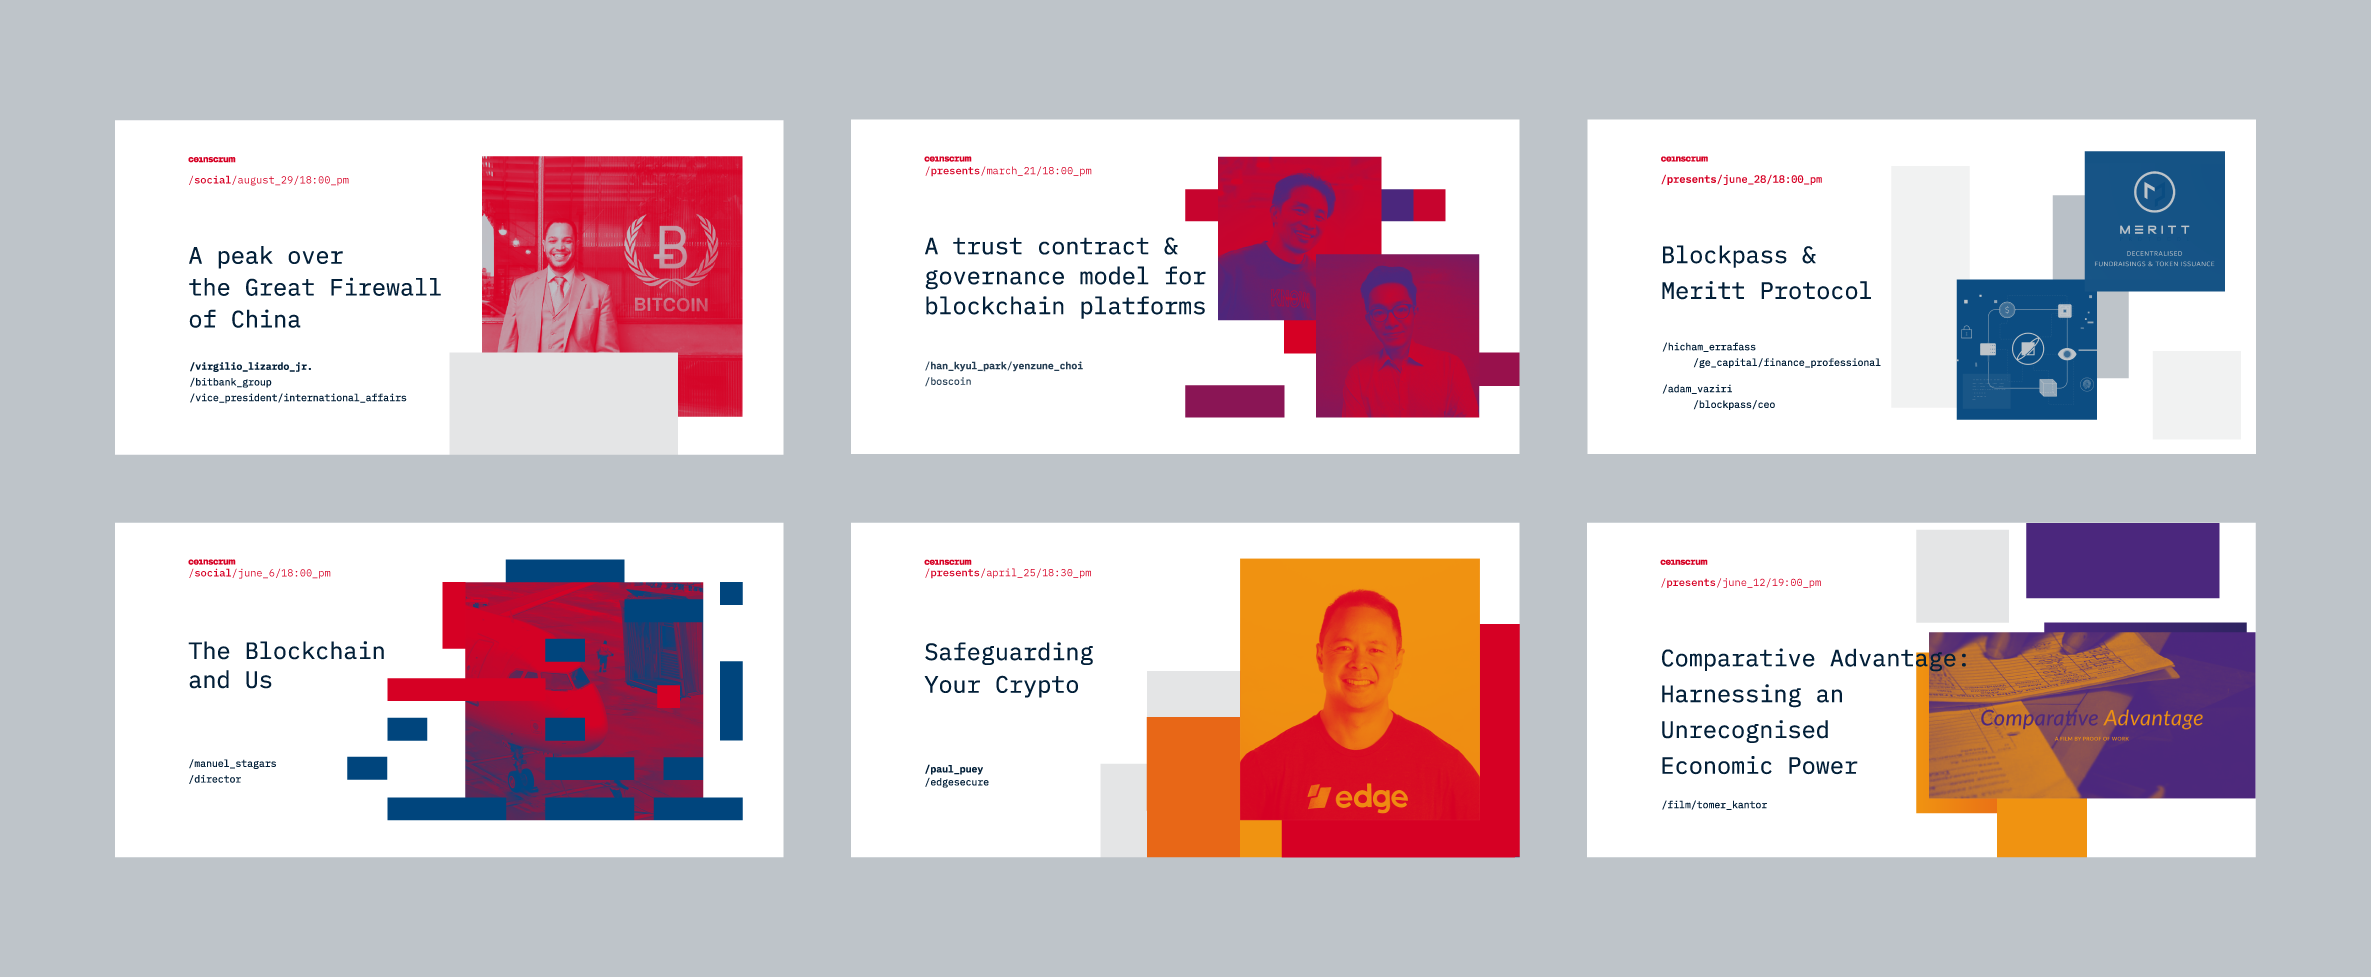 coinscrum
/social/august_29/18:00_pm
A peak over
the Great Firewall
of China
/virgilio_lizardo_jr.
/bitbank_group
/vice_president/international_affairs
BITCOIN
coinscrum
/presents/march_21/18:00_pm
A trust contract &
governance model for
blockchain platforms
/han_kyul_park/yenzune_choi
/boscoin
coinscrum
/presents/june_28/18:00_pm
Blockpass &
Meritt Protocol
/hicham_errafass
/ge_capital/finance_professional
/adam_vaziri
/blockpass/ceo
MERITT
DECENTRALISED
FUNDRAISINGS & TOKEN ISSUANCE
coinscrum
/social/june_6/18:00_pm
The Blockchain
and Us
/manuel_stagars
/director
coinscrum
/presents/april_25/18:30_pm
Safeguarding
Your Crypto
/paul_puey
/edgesecure
edge
coinscrum
/presents/june_12/19:00_pm
Comparative Advantage:
Harnessing an
Unrecognised
Economic Power
/film/tomer_kantor
Comparative Advantage
A FILM BY PROOF OF WORK